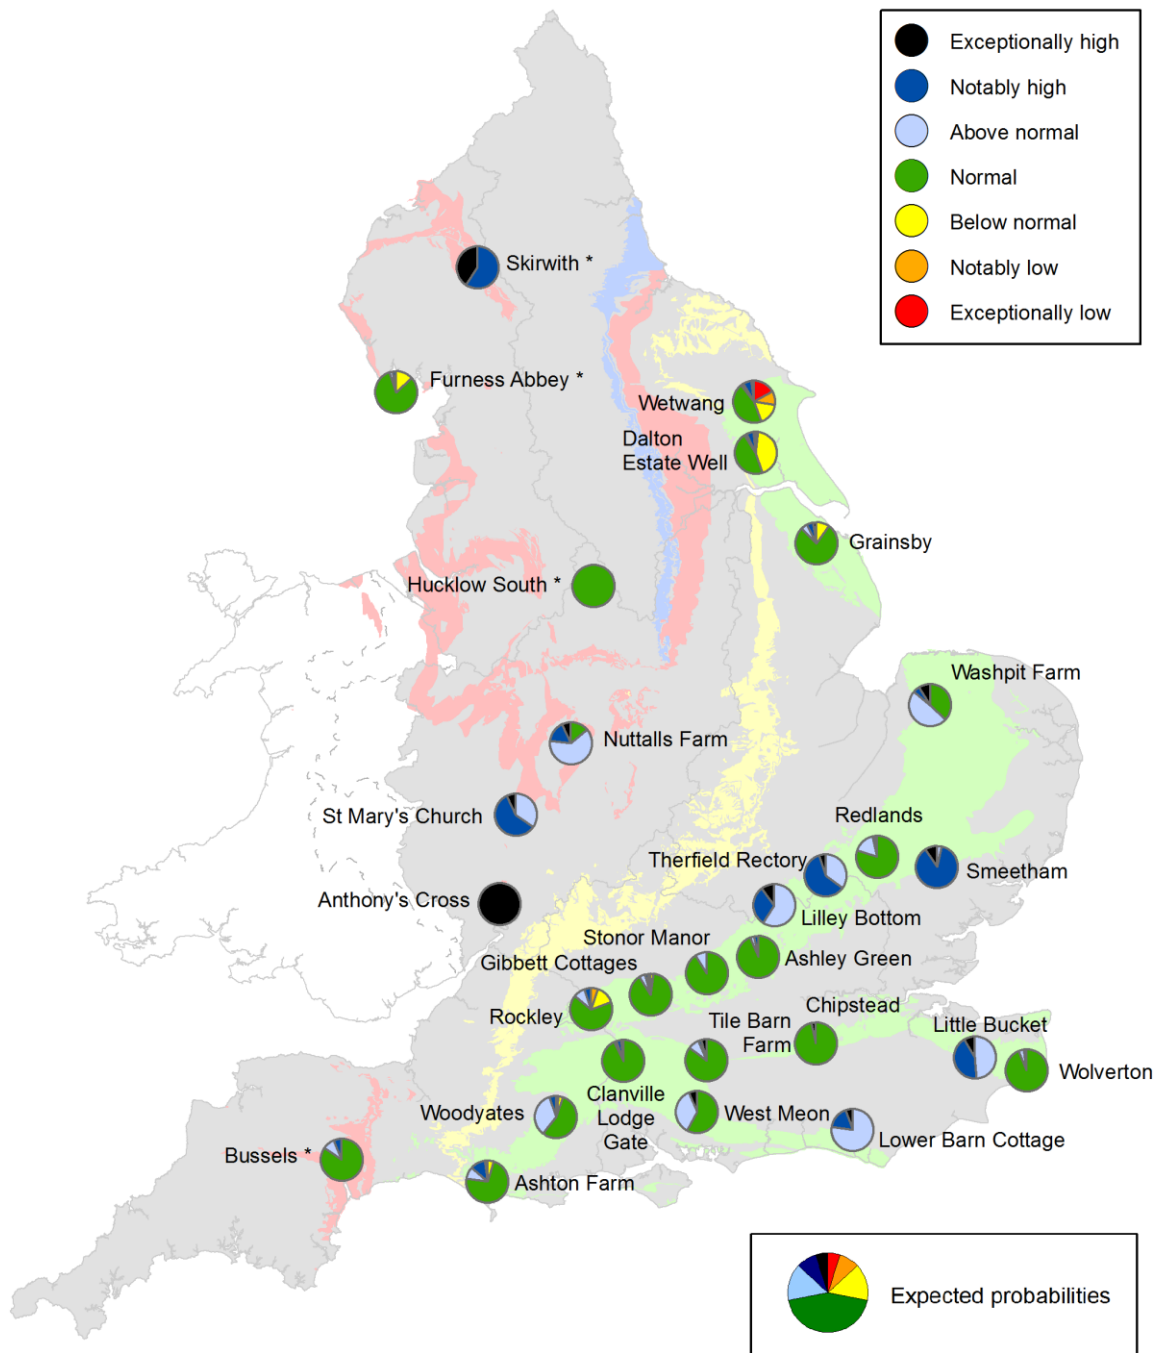 Exceptionally high
Notably high
Above normal
Normal
Below normal
Notably low
Exceptionally low
Skirwith *
Furness Abbey *
Wetwang
Dalton
Estate Well
Grainsby
Hucklow South *
Washpit Farm
Nuttalls Farm
St Mary's Church
Redlands
Therfield Rectory
Smeetham
Anthony's Cross
Lilley Bottom
Stonor Manor
Ashley Green
Gibbett Cottages
Chipstead
Rockley
Tile Barn
Farm
Little Bucket
Wolverton
Clanville
Lodge
Gate
Woodyates
West Meon
Lower Barn Cottage
Bussels *
Ashton Farm
Expected probabilities